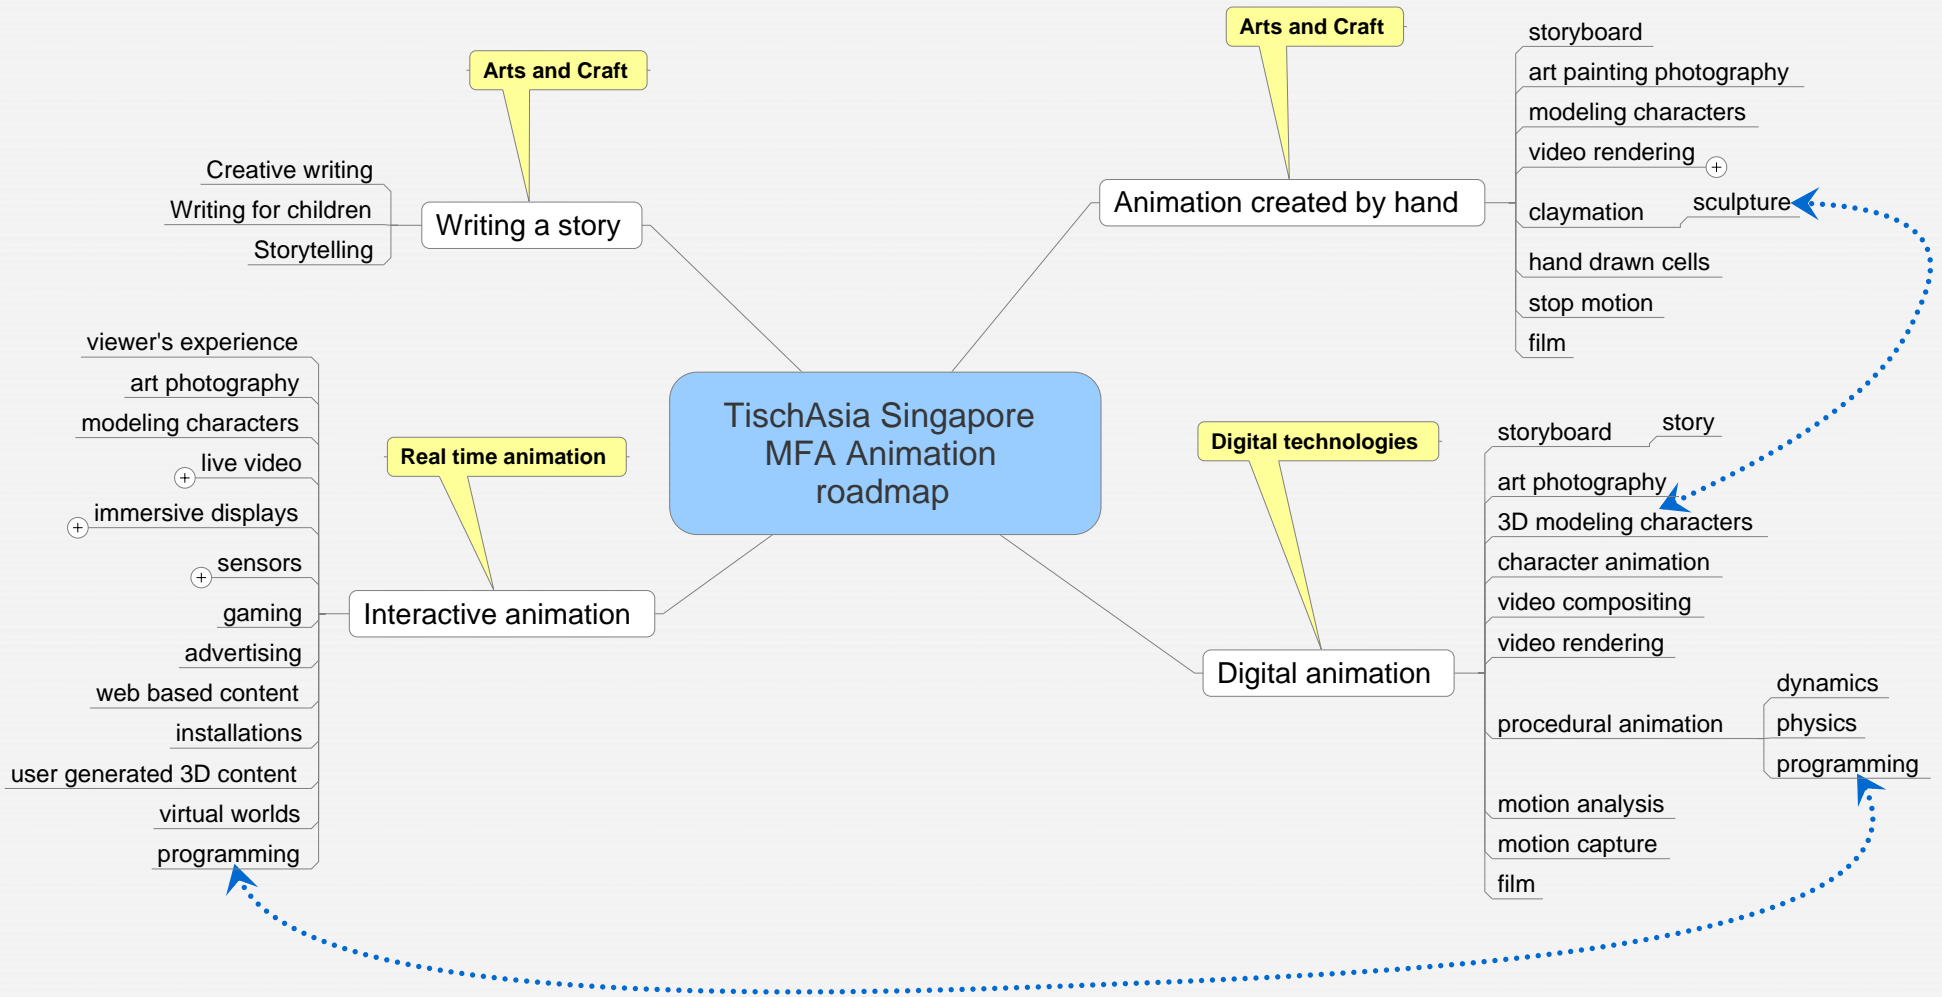 Arts and Craft
Creative writing
Writing for children
Storytelling
Writing a story
Arts and Craft
Animation created by hand
storyboard
art painting photography
modeling characters
video rendering
claymation
sculpture
hand drawn cells
stop motion
film
TischAsia Singapore
MFA Animation
roadmap
viewer's experience
art photography
modeling characters
live video
immersive displays
sensors
gaming
advertising
web based content
installations
user generated 3D content
virtual worlds
programming
Real time animation
Interactive animation
Digital technologies
Digital animation
storyboard
story
art photography
3D modeling characters
character animation
video compositing
video rendering
procedural animation
dynamics
physics
programming
motion analysis
motion capture
film